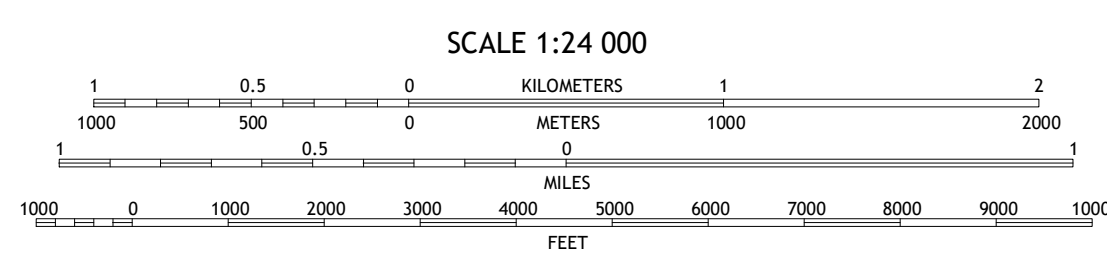 SCALE 1:24 000
1 0.5 0 KILOMETERS 1 2
1000 500 0 METERS 1000 2000
1 0.5 0 1
MILES
1000 0 1000 2000 3000 4000 5000 6000 7000 8000 9000 1000
FEET